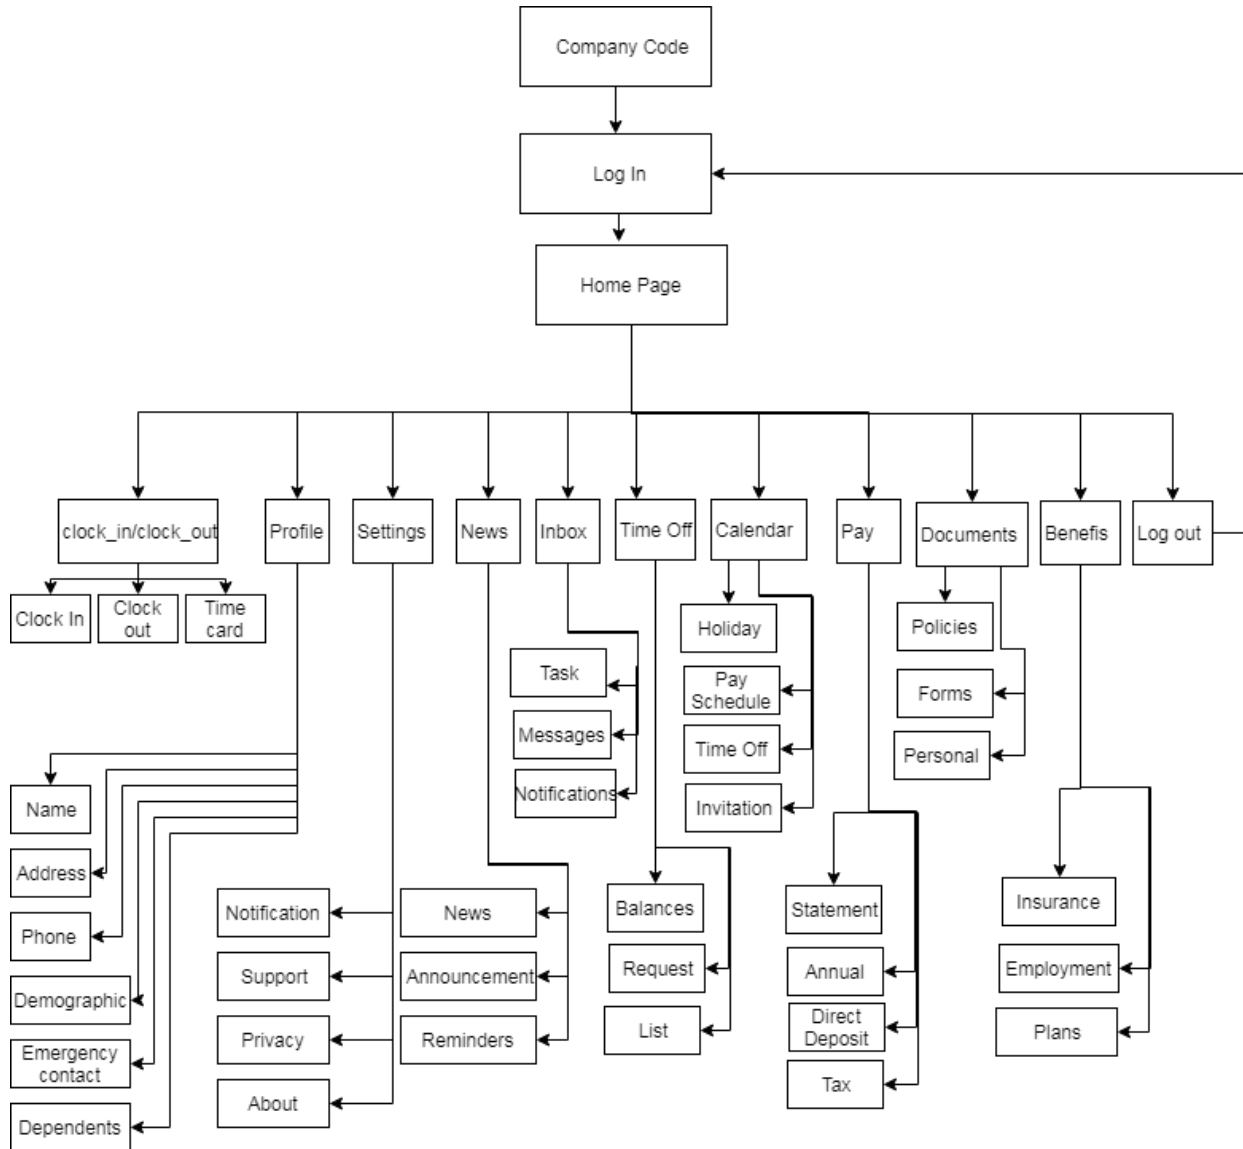 Company Code
Log In
Home Page
clock_in/clock_out
Profile
Settings
News
Inbox
Time Off
Calendar
Pay
Documents
Benefis
Log out
Clock In
Clock
out
Time
card
Name
Address
Phone
Demographic
Emergency
contact
Dependents
Notification
Support
Privacy
About
News
Announcement
Reminders
Task
Messages
Notifications
Balances
Request
List
Holiday
Pay
Schedule
Time Off
Invitation
Statement
Annual
Direct
Deposit
Tax
Policies
Forms
Personal
Insurance
Employment
Plans